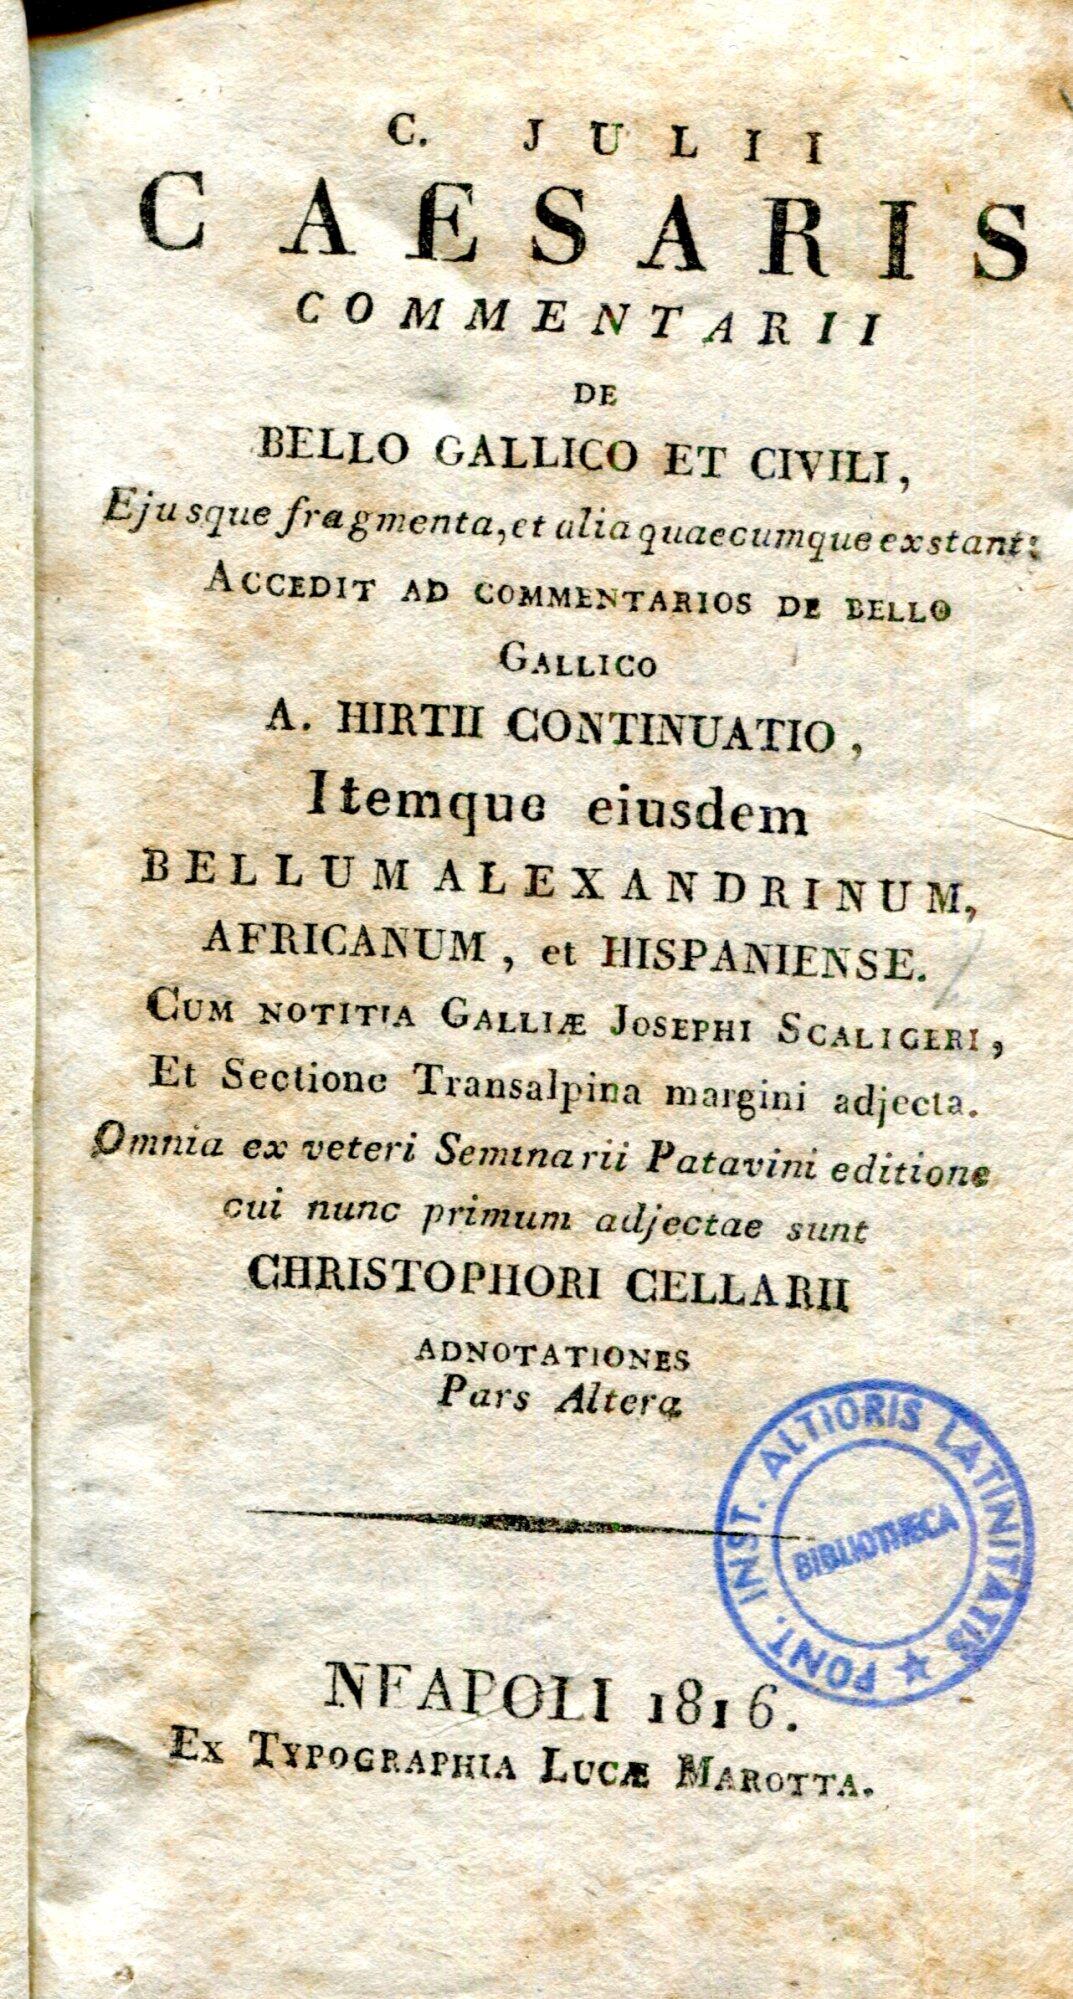 C. JULII
CAESARIS
COMMENTARII
DE
BELLO GALLICO ET CIVILI,
Ejusque fragmenta, et alia quaecumque exstant:
ACCEDIT AD COMMENTARIOS DE BELLO
GALLICO
A. HIRTII CONTINUATIO,
Itemque eiusdem
BELLUM ALEXANDRINUM,
AFRICANUM, et HISPANIENSE.
CUM NOTITIA GALLIÆ JOSEPHI SCALIGERI,
Et Sectione Transalpina margini adjecta.
Omnia ex veteri Seminarii Patavini editione
cui nunc primum adjectae sunt
CHRISTOPHORI CELLARII
ADNOTATIONES
Pars Altera
PONT. INST. ALTIORIS LATINITATIS ★
BIBLIOTHECA
NEAPOLI 1816.
EX TYPOGRAPHIA LUCÆ MAROTTA.